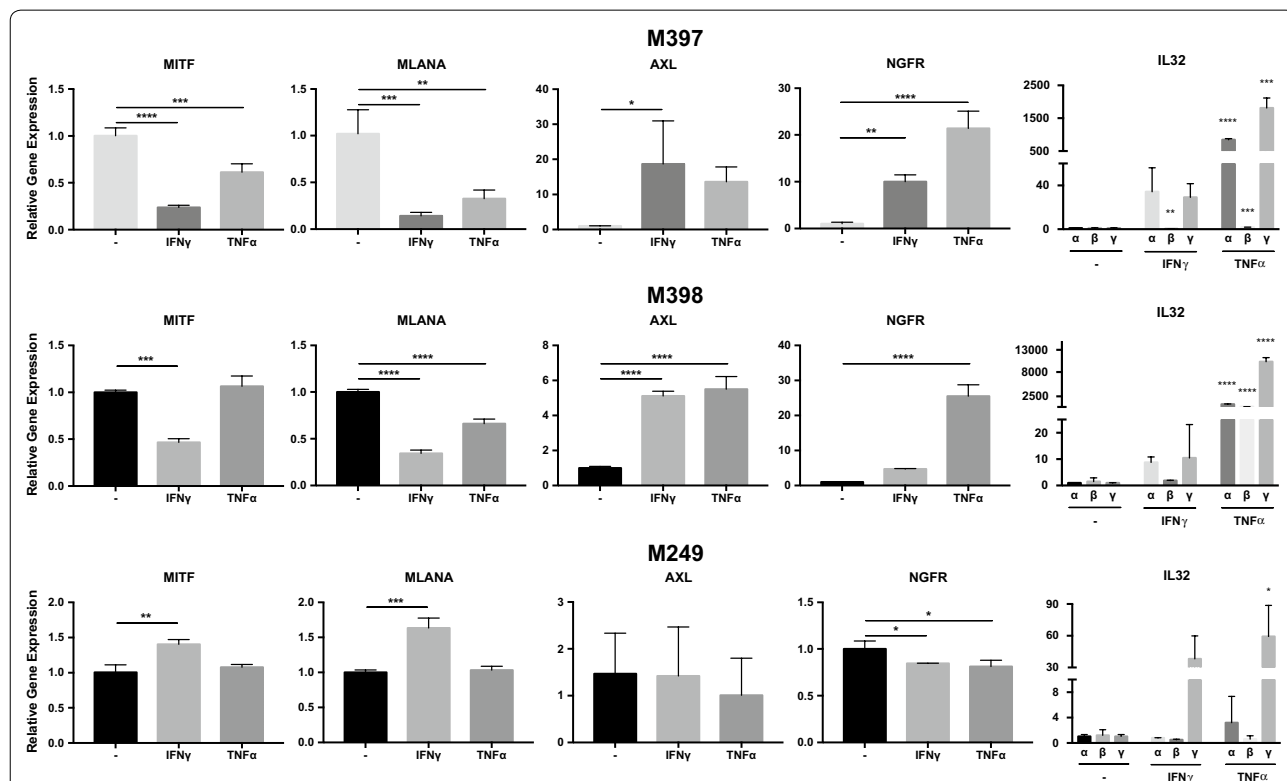 M397
MITF
MLANA
AXL
NGFR
IL32
Relative Gene Expression
1.5
1.0
0.5
0.0
***
****
- IFNγ TNFα
1.5
1.0
0.5
0.0
**
***
- IFNγ TNFα
40
30
20
10
0
*
- IFNγ TNFα
30
20
10
0
****
**
- IFNγ TNFα
2500
1500
500
40
0
***
****
**
***
α β γ α β γ α β γ
- IFNγ TNFα
M398
MITF
MLANA
AXL
NGFR
IL32
Relative Gene Expression
1.5
1.0
0.5
0.0
***
- IFNγ TNFα
1.5
1.0
0.5
0.0
****
****
- IFNγ TNFα
8
6
4
2
0
****
****
- IFNγ TNFα
40
30
20
10
0
****
- IFNγ TNFα
13000
8000
2500
20
10
0
****
****
****
α β γ α β γ α β γ
- IFNγ TNFα
M249
MITF
MLANA
AXL
NGFR
IL32
Relative Gene Expression
2.0
1.5
1.0
0.5
0.0
**
- IFNγ TNFα
2.0
1.5
1.0
0.5
0.0
***
- IFNγ TNFα
3
2
1
0
- IFNγ TNFα
1.5
1.0
0.5
0.0
*
*
- IFNγ TNFα
90
60
30
8
4
0
*
α β γ α β γ α β γ
- IFNγ TNFα